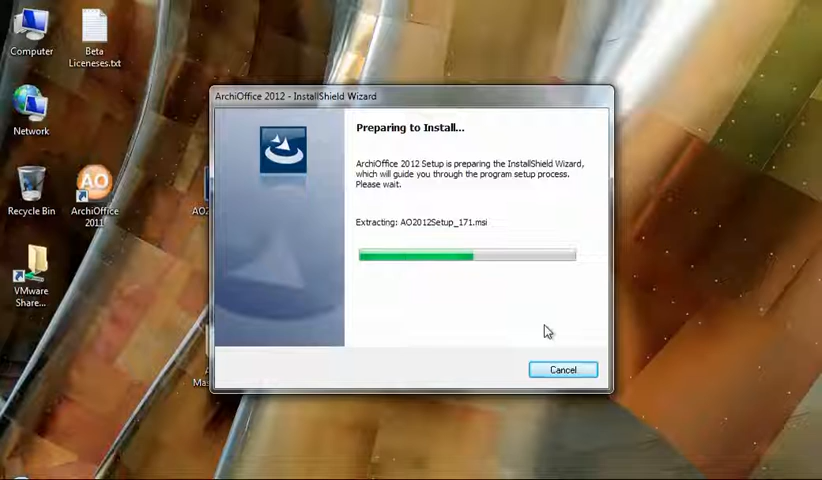 Computer
Beta
Liceneses.txt
Network
Recycle Bin
AO
ArchiOffice
2011
VMware
Share...
ArchiOffice 2012 - InstallShield Wizard
Preparing to Install...
ArchiOffice 2012 Setup is preparing the InstallShield Wizard,
which will guide you through the program setup process.
Please wait.
Extracting: AO2012Setup_171.msi
Cancel